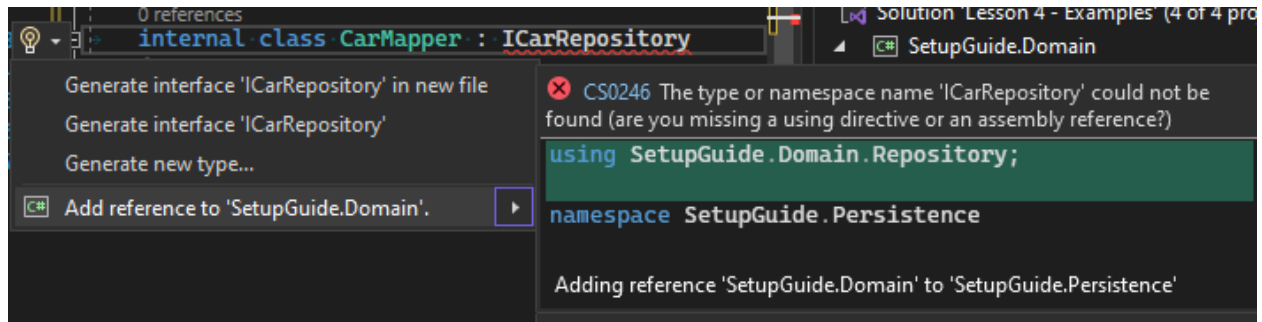 0 references
Solution 'Lesson 4 - Examples' (4 of 4 pro
internal class CarMapper : ICarRepository
C# SetupGuide.Domain
Generate interface 'ICarRepository' in new file
Generate interface 'ICarRepository'
Generate new type...
C# Add reference to 'SetupGuide.Domain'.
CS0246 The type or namespace name 'ICarRepository' could not be
found (are you missing a using directive or an assembly reference?)
using SetupGuide.Domain.Repository;
namespace SetupGuide.Persistence
Adding reference 'SetupGuide.Domain' to 'SetupGuide.Persistence'